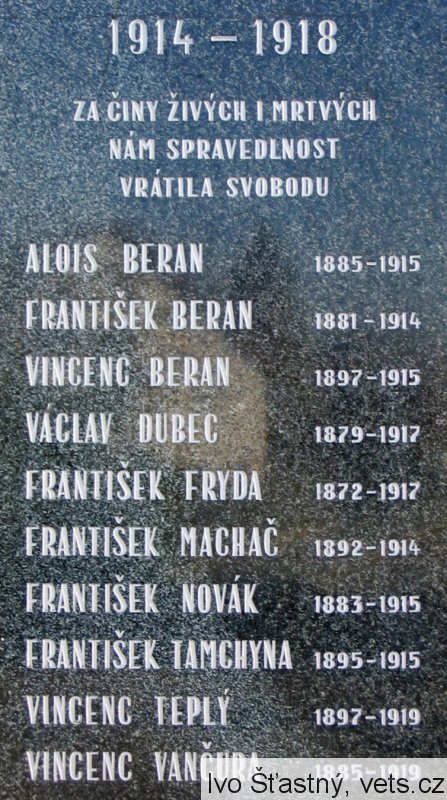 1914 – 1918
ZA ČINY ŽIVÝCH I MRTVÝCH
NÁM SPRAVEDLNOST
VRÁTILA SVOBODU
ALOIS BERAN 1885–1915
FRANTIŠEK BERAN 1881–1914
VINCENC BERAN 1897–1915
VÁCLAV DUBEC 1879–1917
FRANTIŠEK FRYDA 1872–1917
FRANTIŠEK MACHAČ 1892–1914
FRANTIŠEK NOVÁK 1883–1915
FRANTIŠEK TAMCHYNA 1895–1915
VINCENC TEPLÝ 1897–1919
VINCENC VANČURA 1885–1919
Ivo Šťastný, vets.cz